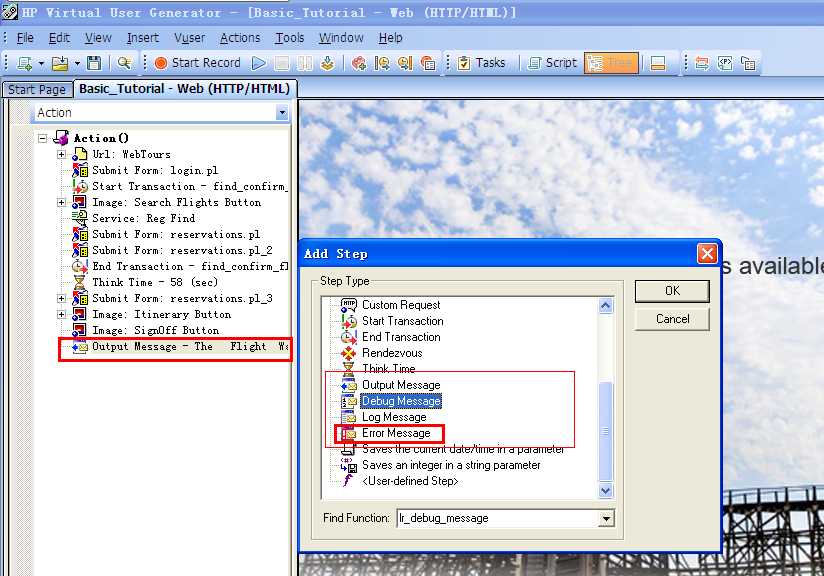 HP Virtual User Generator - [Basic_Tutorial - Web (HTTP/HTML)]
File Edit View Insert Vuser Actions Tools Window Help
Start Record Tasks Script Tree
Start Page Basic_Tutorial - Web (HTTP/HTML)
Action
Action()
Url: WebTours
Submit Form: login.pl
Start Transaction - find_confirm_
Image: Search Flights Button
Service: Reg Find
Submit Form: reservations.pl
Submit Form: reservations.pl_2
End Transaction - find_confirm_fl
Think Time - 58 (sec)
Submit Form: reservations.pl_3
Image: Itinerary Button
Image: SignOff Button
Output Message - The Flight Wa
s available
Add Step
Step Type
Custom Request
Start Transaction
End Transaction
Rendezvous
Think Time
Output Message
Debug Message
Log Message
Error Message
Saves the current date/time in a parameter
Saves an integer in a string parameter
<User-defined Step>
Find Function: lr_debug_message
OK
Cancel